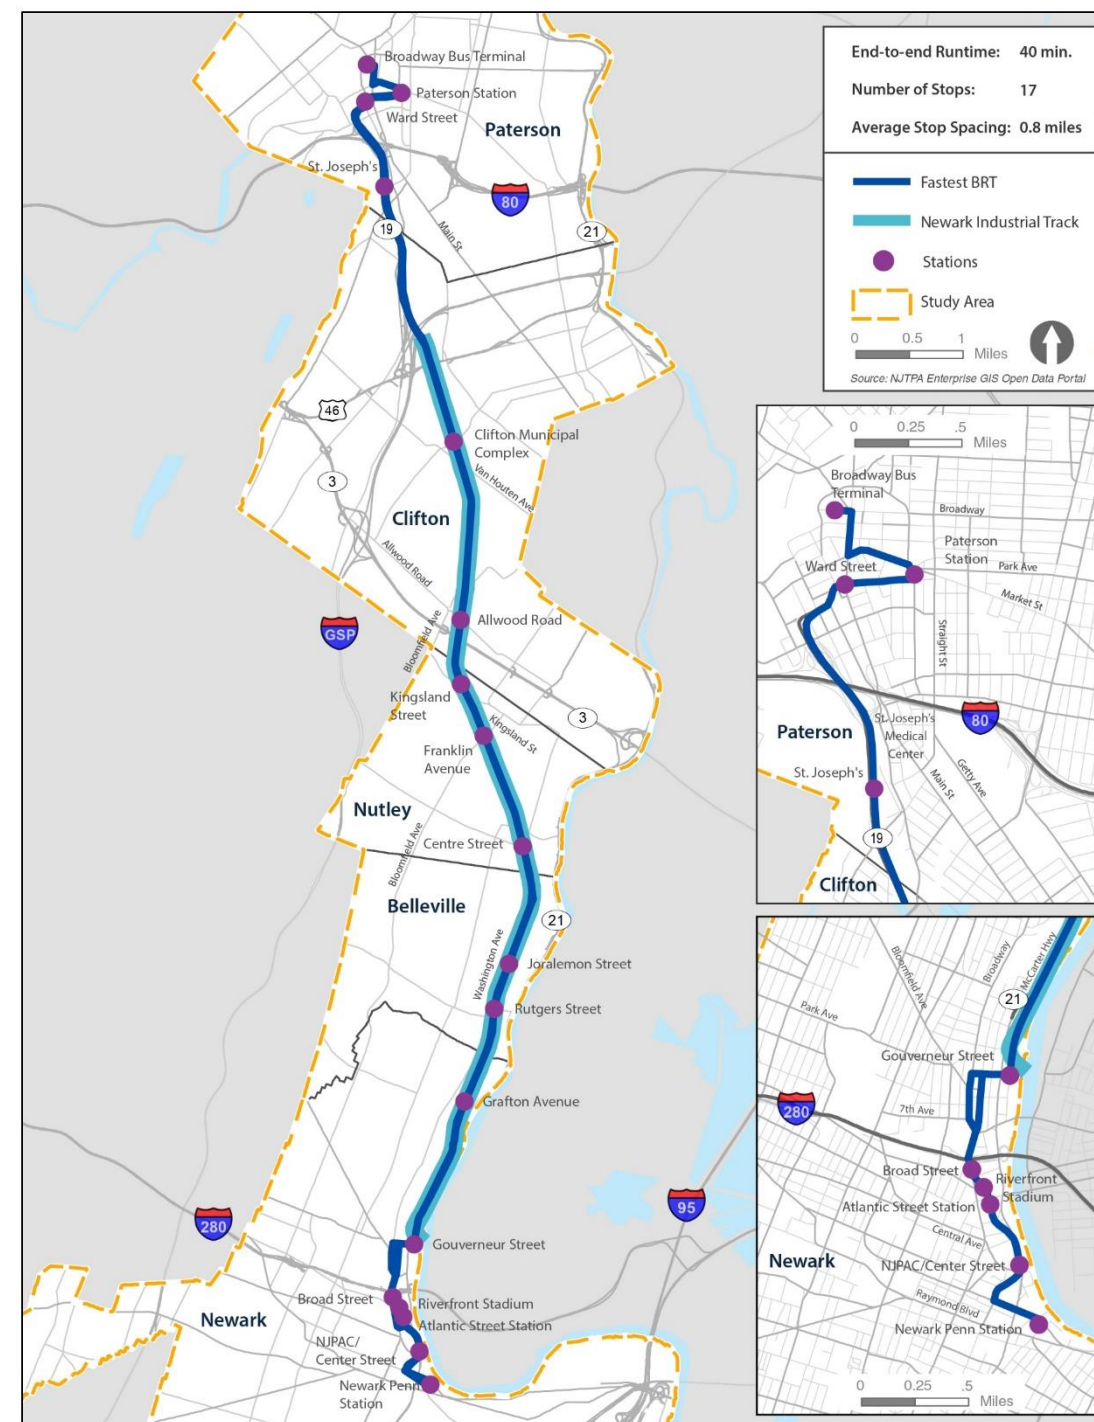 Broadway Bus Terminal
Paterson Station
Ward Street
Paterson
St. Joseph's
80
19
Main St
21
46
Clifton Municipal
Complex
Van Houten Ave
3
Clifton
Allwood Road
Allwood Road
GSP
Bloomfield Ave
Kingsland
Street
Kingsland St
3
Franklin
Avenue
Nutley
Centre Street
Bloomfield Ave
Belleville
21
Washington Ave
Joralemon Street
Rutgers Street
Grafton Avenue
95
280
Gouverneur Street
Broad Street
Riverfront Stadium
Newark
Atlantic Street Station
NJPAC/
Center Street
Newark Penn
Station
End-to-end Runtime: 40 min.
Number of Stops: 17
Average Stop Spacing: 0.8 miles
Fastest BRT
Newark Industrial Track
Stations
Study Area
0 0.5 1
Miles
Source: NJTPA Enterprise GIS Open Data Portal
0 0.25 .5
Miles
Broadway Bus
Terminal
Broadway
Paterson
Station
Ward Street
Park Ave
Market St
Straight St
80
St. Joseph's
Medical
Center
Paterson
Getty Ave
Main St
St. Joseph's
19
Clifton
Broadway
McCarter Hwy
Bloomfield Ave
21
Park Ave
Gouverneur Street
280
7th Ave
Broad Street
Riverfront
Stadium
Atlantic Street Station
Central Ave
Newark
NJPAC/Center Street
Raymond Blvd
Newark Penn Station
0 0.25 .5
Miles